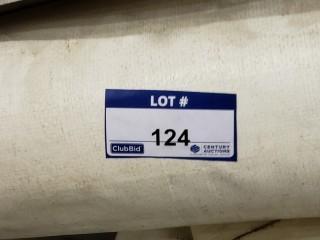 LOT #
124
ClubBid CENTURY
AUCTIONS